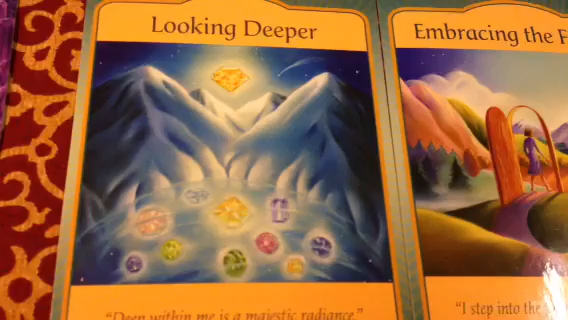 Looking Deeper
Embracing the
"Deep within me is a majestic radiance."
"I step into the